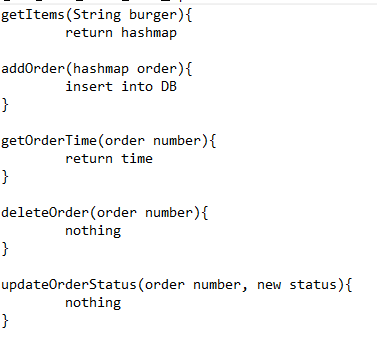 getItems(String burger){
return hashmap
addOrder(hashmap order){
insert into DB
}
getOrderTime(order number){
return time
}
deleteOrder(order number){
nothing
}
updateOrderStatus(order number, new status){
nothing
}